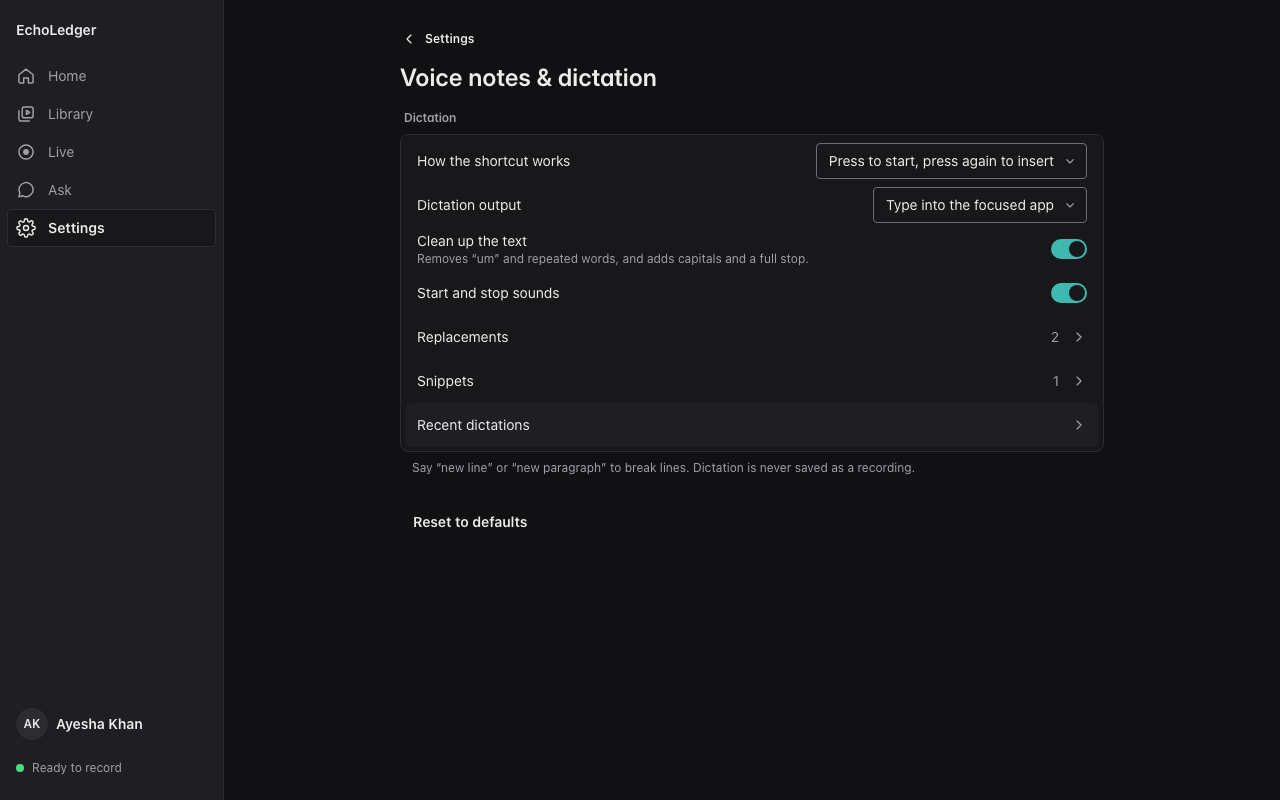 EchoLedger
Home
Library
Live
Ask
Settings
AK
Ayesha Khan
Ready to record
Settings
Voice notes & dictation
Dictation
How the shortcut works
Press to start, press again to insert
Dictation output
Type into the focused app
Clean up the text
Removes “um” and repeated words, and adds capitals and a full stop.
Start and stop sounds
Replacements
2
Snippets
1
Recent dictations
Say “new line” or “new paragraph” to break lines. Dictation is never saved as a recording.
Reset to defaults